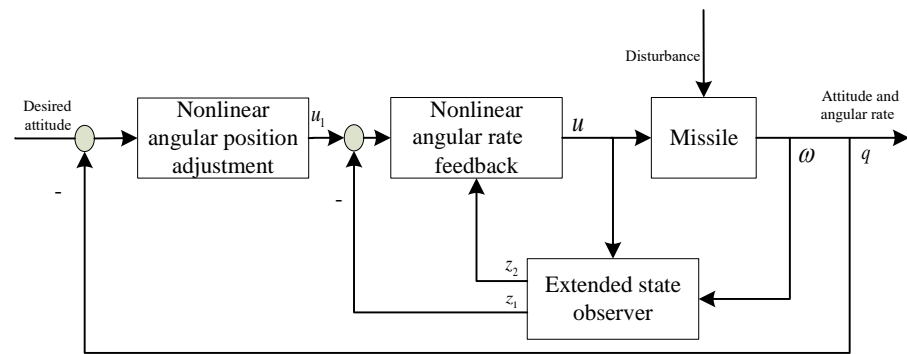 Disturbance
Desired
attitude
Nonlinear
angular position
adjustment
u₁
Nonlinear
angular rate
feedback
u
Missile
Attitude and
angular rate
ω
q
-
-
z₂
z₁
Extended state
observer